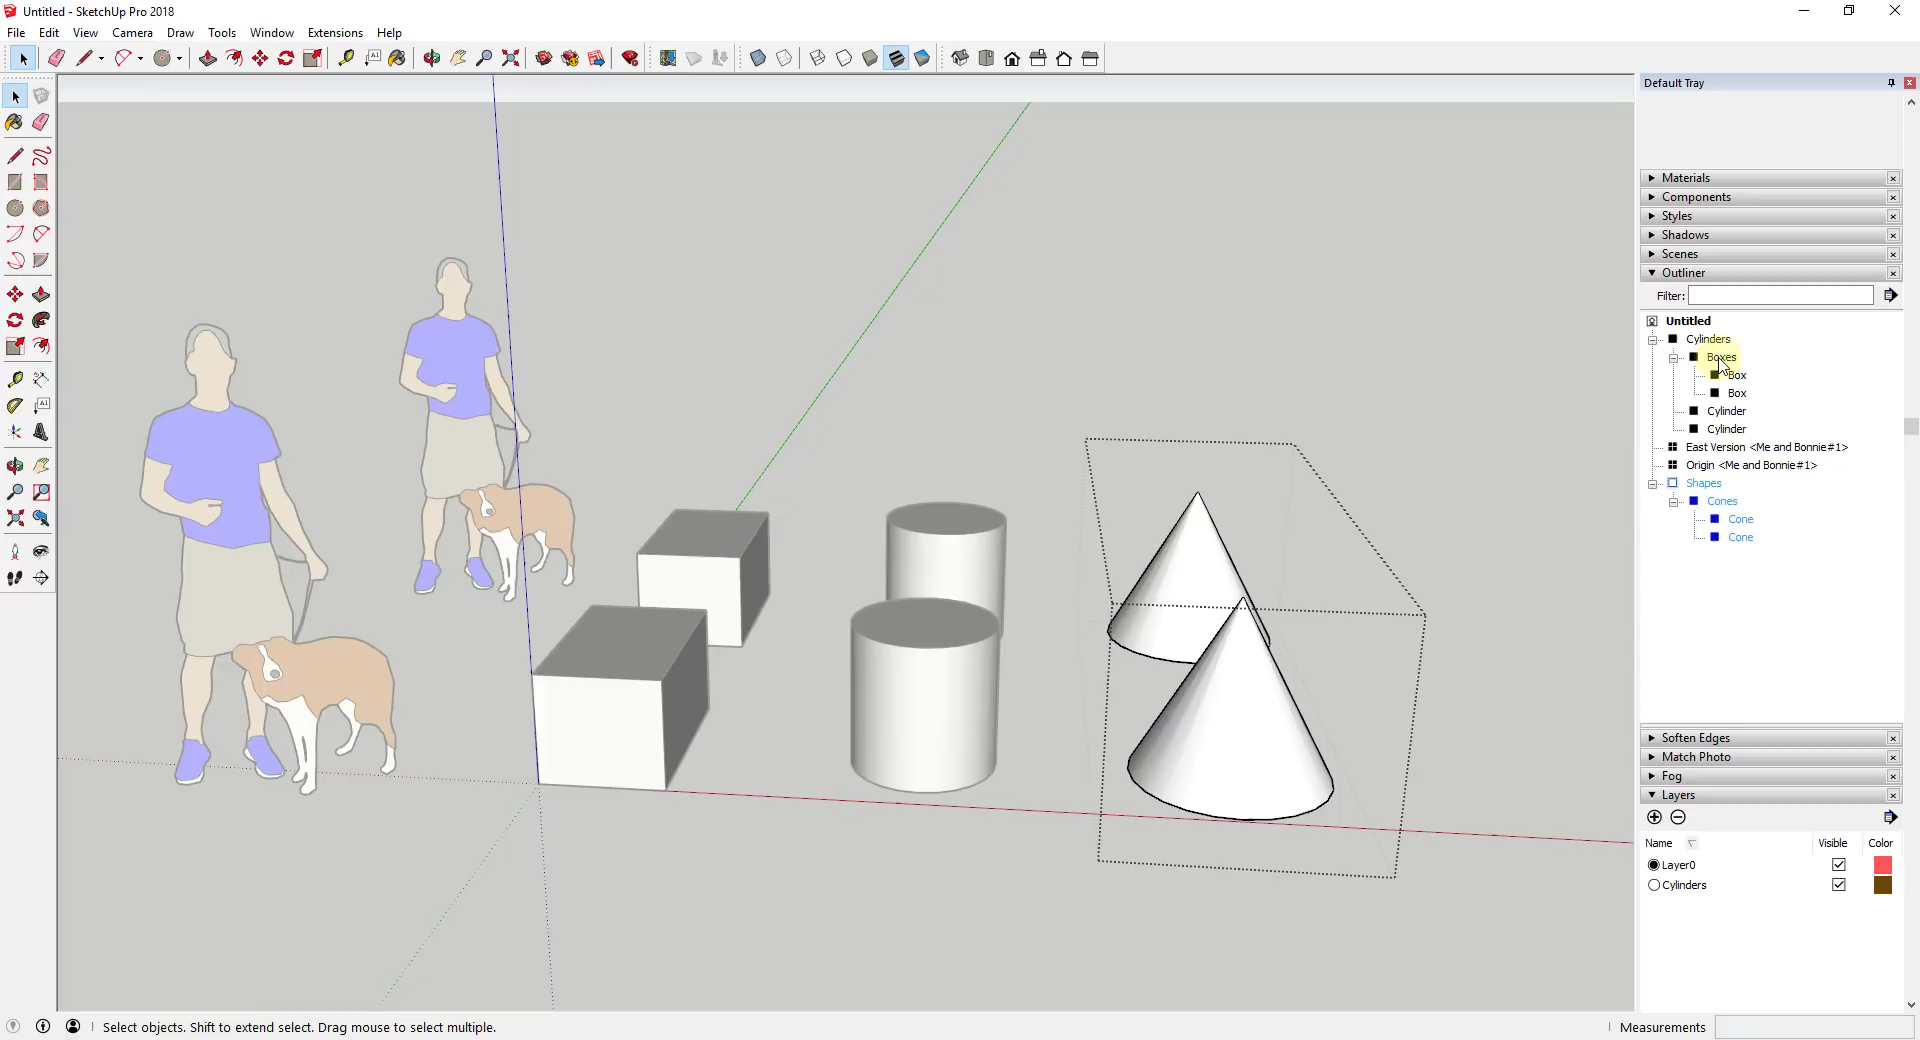 Untitled - SketchUp Pro 2018
File Edit View Camera Draw Tools Window Extensions Help
Default Tray
Materials
Components
Styles
Shadows
Scenes
Outliner
Filter:
Untitled
Cylinders
Boxes
Box
Box
Cylinder
Cylinder
East Version <Me and Bonnie#1>
Origin <Me and Bonnie#1>
Shapes
Cones
Cone
Cone
Soften Edges
Match Photo
Fog
Layers
Name Visible Color
Layer0
Cylinders
Select objects. Shift to extend select. Drag mouse to select multiple.
Measurements